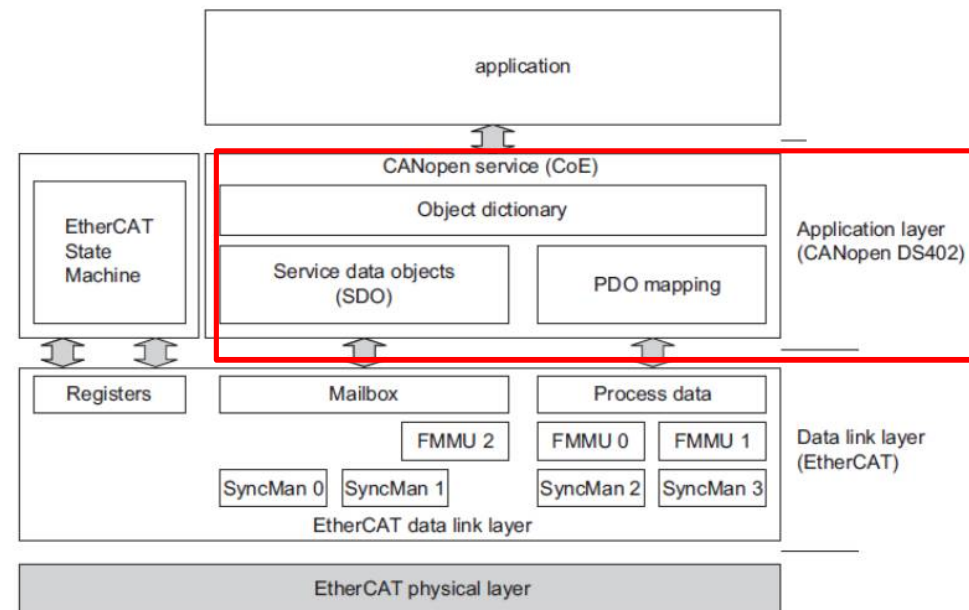 application
CANopen service (CoE)
Object dictionary
EtherCAT
State
Machine
Service data objects
(SDO)
PDO mapping
Application layer
(CANopen DS402)
Registers
Mailbox
Process data
FMMU 2
FMMU 0
FMMU 1
Data link layer
(EtherCAT)
SyncMan 0
SyncMan 1
SyncMan 2
SyncMan 3
EtherCAT data link layer
EtherCAT physical layer